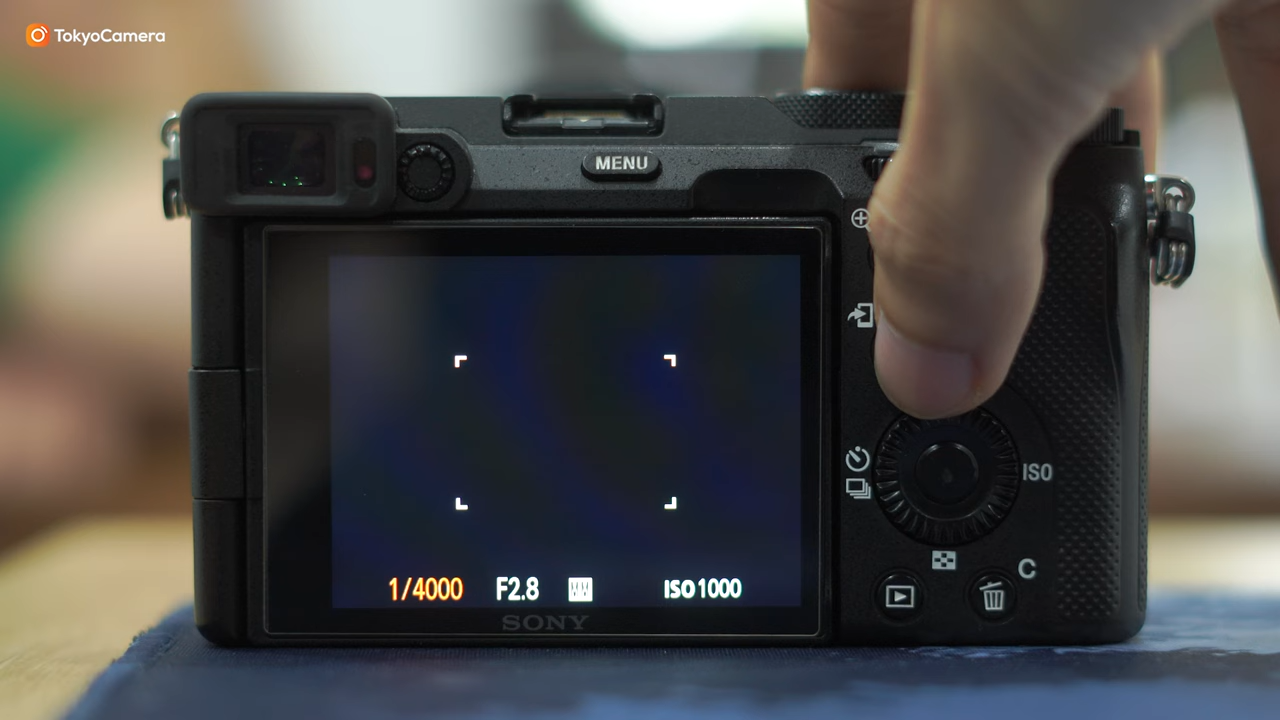 TokyoCamera
MENU
1/4000 F2.8 ISO 1000
SONY
ISO
C